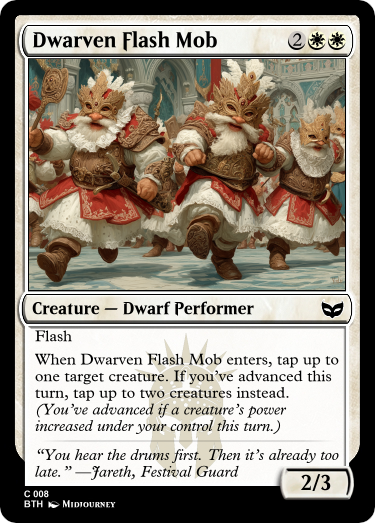 Dwarven Flash Mob 2
Creature — Dwarf Performer
Flash
When Dwarven Flash Mob enters, tap up to
one target creature. If you've advanced this
turn, tap up to two creatures instead.
(You've advanced if a creature's power
increased under your control this turn.)
"You hear the drums first. Then it's already too
late." —Jareth, Festival Guard
2/3
C 008
BTH Midjourney